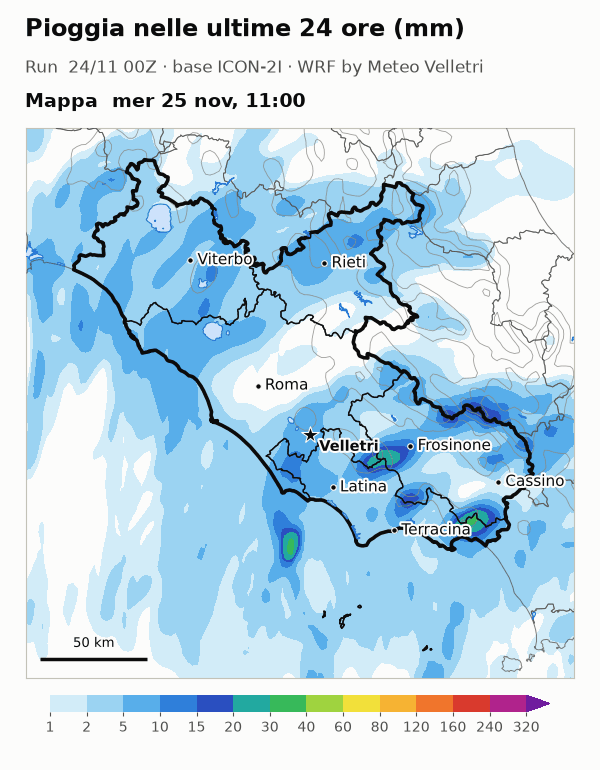 Pioggia nelle ultime 24 ore (mm)
Run  24/11 00Z · base ICON-2I · WRF by Meteo Velletri
Mappa  mer 25 nov, 11:00
Viterbo
Rieti
Roma
Velletri
Frosinone
Latina
Cassino
Terracina
50 km
1 2 5 10 15 20 30 40 60 80 120 160 240 320